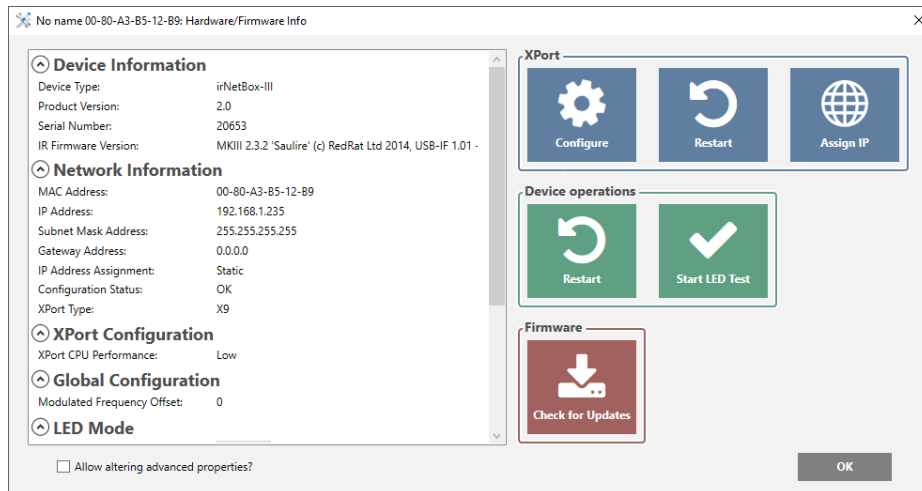 No name 00-80-A3-B5-12-B9: Hardware/Firmware Info
Device Information
Device Type: irNetBox-III
Product Version: 2.0
Serial Number: 20653
IR Firmware Version: MKIII 2.3.2 'Saulire' (c) RedRat Ltd 2014, USB-IF 1.01 -
Network Information
MAC Address: 00-80-A3-B5-12-B9
IP Address: 192.168.1.235
Subnet Mask Address: 255.255.255.255
Gateway Address: 0.0.0.0
IP Address Assignment: Static
Configuration Status: OK
XPort Type: X9
XPort Configuration
XPort CPU Performance: Low
Global Configuration
Modulated Frequency Offset: 0
LED Mode
XPort
Configure Restart Assign IP
Device operations
Restart Start LED Test
Firmware
Check for Updates
Allow altering advanced properties?
OK